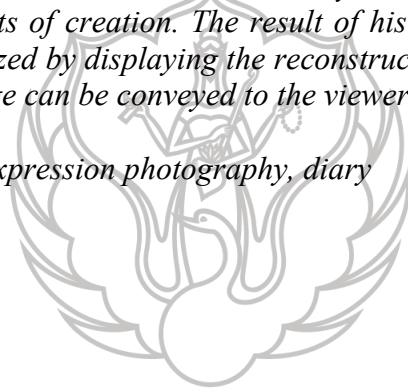 ts of creation. The result of his
zed by displaying the reconstruc
e can be conveyed to the viewer
xpression photography, diary